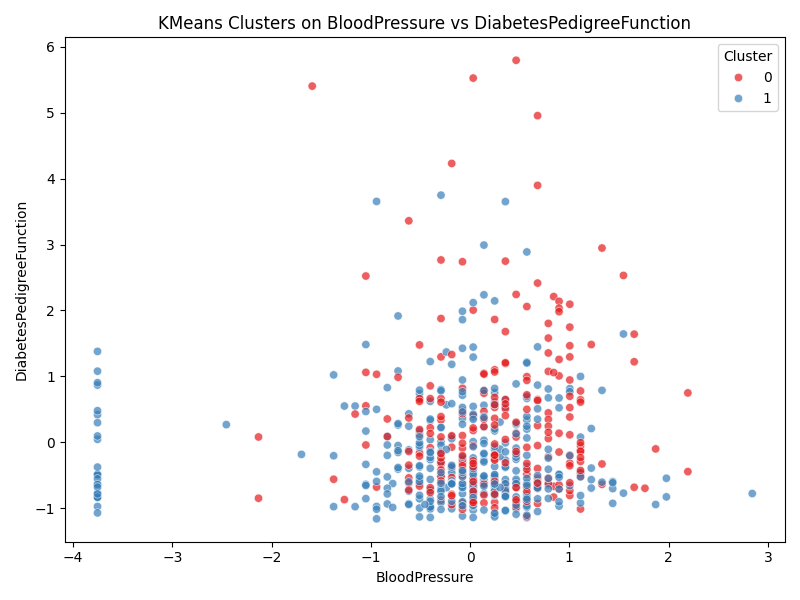 KMeans Clusters on BloodPressure vs DiabetesPedigreeFunction
Cluster
0
1
6
5
4
3
2
1
0
−1
DiabetesPedigreeFunction
−4 −3 −2 −1 0 1 2 3
BloodPressure